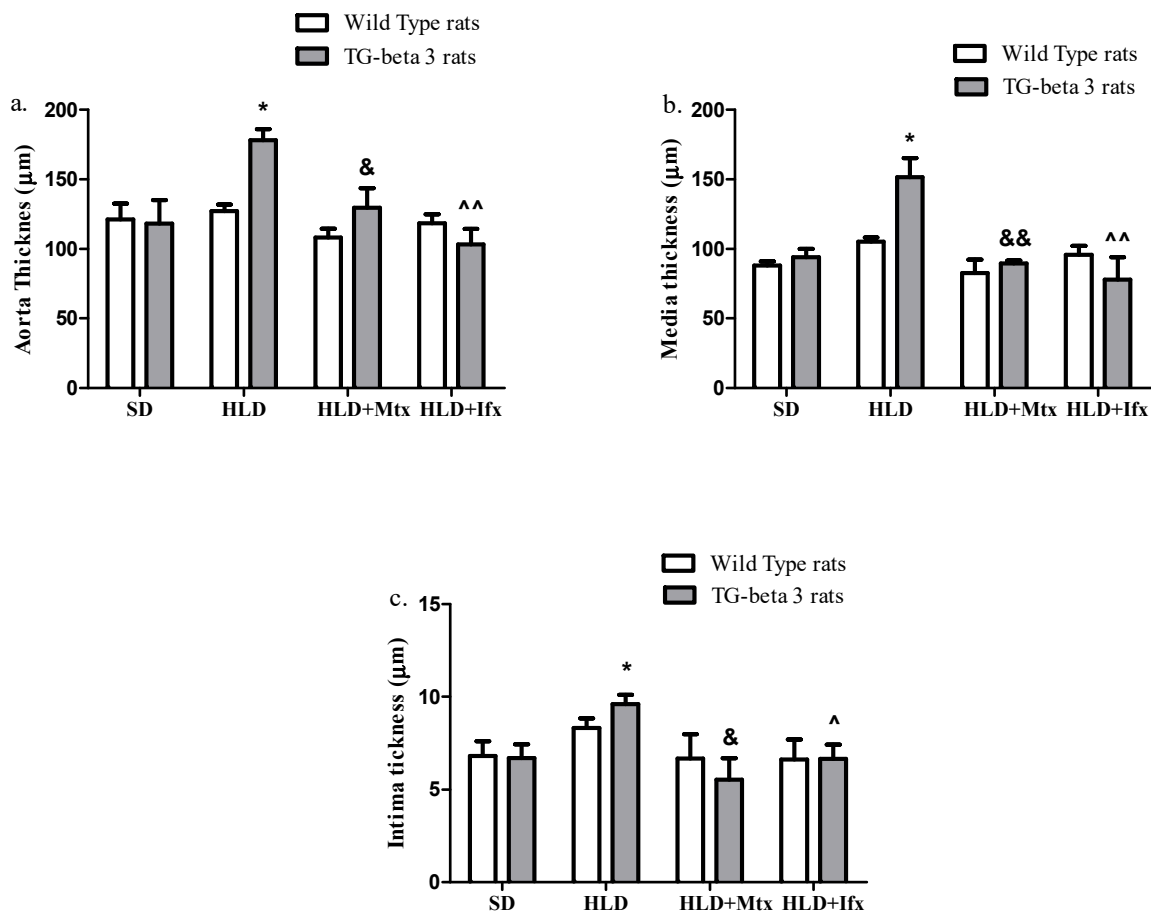 Wild Type rats
TG-beta 3 rats
a.
200
150
100
50
0
Aorta Thicknes (μm)
*
&
^^
SD HLD HLD+Mtx HLD+Ifx
Wild Type rats
TG-beta 3 rats
b.
200
150
100
50
0
Media thickness (μm)
*
&&
^^
SD HLD HLD+Mtx HLD+Ifx
Wild Type rats
TG-beta 3 rats
c.
15
10
5
0
Intima tickness (μm)
*
&
^
SD HLD HLD+Mtx HLD+Ifx